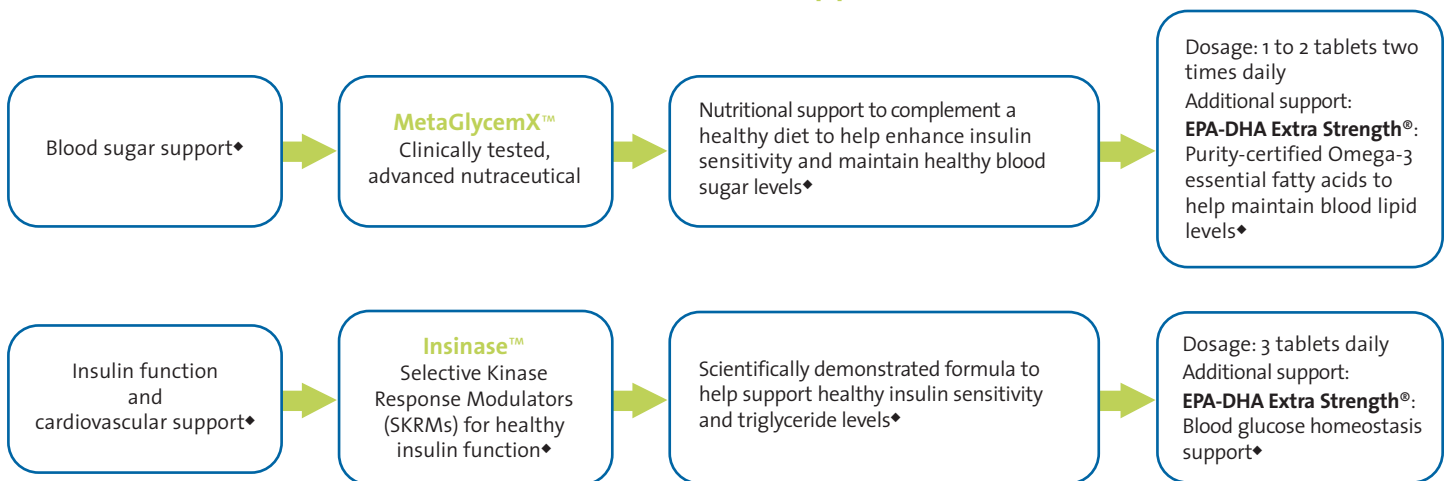 Blood sugar support◆
MetaGlycemX™
Clinically tested,
advanced nutraceutical
Nutritional support to complement a
healthy diet to help enhance insulin
sensitivity and maintain healthy blood
sugar levels◆
Dosage: 1 to 2 tablets two
times daily
Additional support:
EPA-DHA Extra Strength®:
Purity-certified Omega-3
essential fatty acids to
help maintain blood lipid
levels◆
Insulin function
and
cardiovascular support◆
Insinase™
Selective Kinase
Response Modulators
(SKRMs) for healthy
insulin function◆
Scientifically demonstrated formula to
help support healthy insulin sensitivity
and triglyceride levels◆
Dosage: 3 tablets daily
Additional support:
EPA-DHA Extra Strength®:
Blood glucose homeostasis
support◆